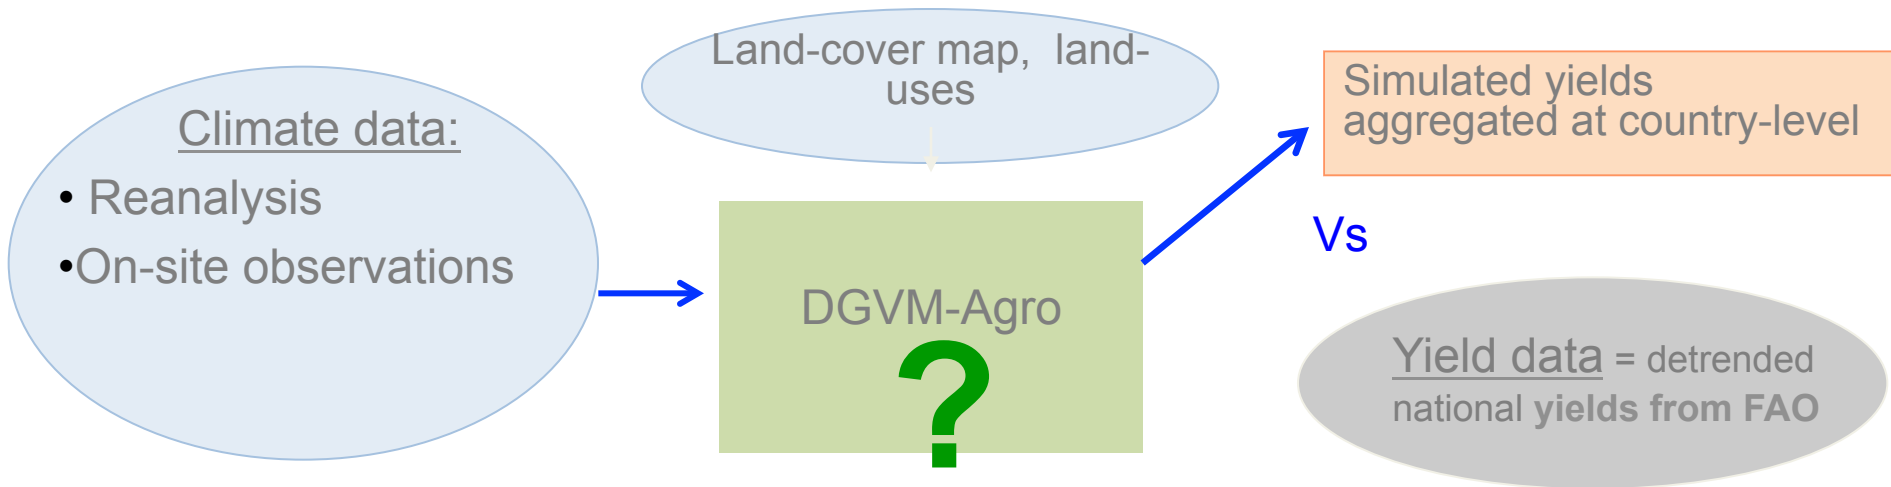 Climate data:
• Reanalysis
•On-site observations
Land-cover map, land-
uses
DGVM-Agro
?
Simulated yields
aggregated at country-level
Vs
Yield data = detrended
national yields from FAO